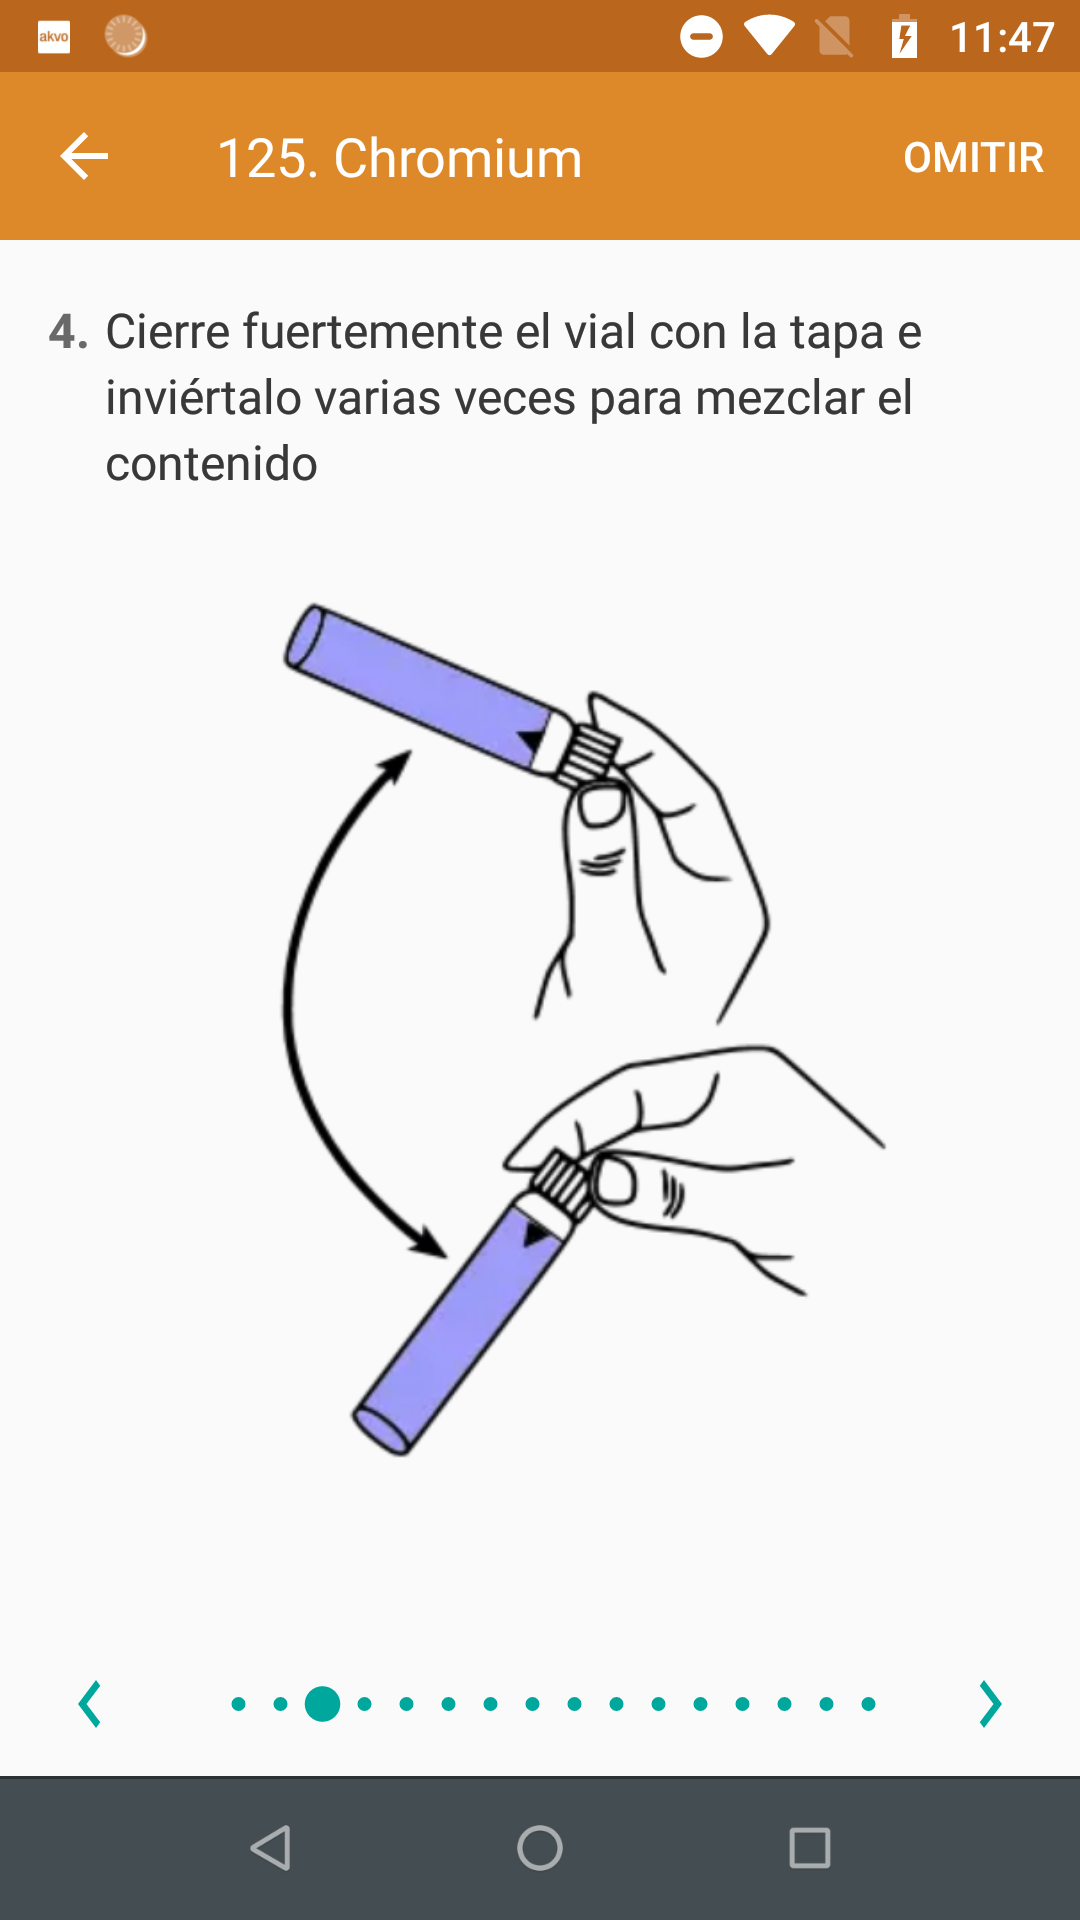 akvo
11:47
125. Chromium
OMITIR
4. Cierre fuertemente el vial con la tapa e
inviértalo varias veces para mezclar el
contenido